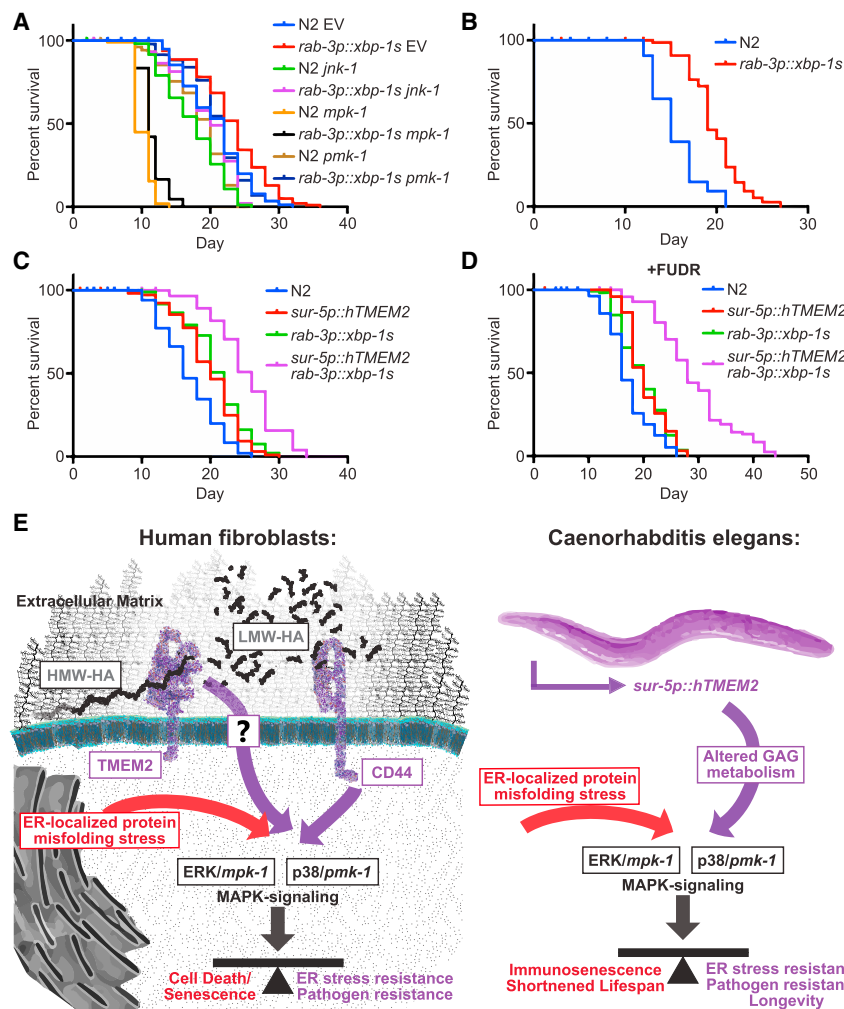 A
Percent survival
100
50
0
0 10 20 30 40
Day
N2 EV
rab-3p::xbp-1s EV
N2 jnk-1
rab-3p::xbp-1s jnk-1
N2 mpk-1
rab-3p::xbp-1s mpk-1
N2 pmk-1
rab-3p::xbp-1s pmk-1
B
Percent survival
100
50
0
0 10 20 30
Day
N2
rab-3p::xbp-1s
C
Percent survival
100
50
0
0 10 20 30 40
Day
N2
sur-5p::hTMEM2
rab-3p::xbp-1s
sur-5p::hTMEM2
rab-3p::xbp-1s
D
+FUDR
Percent survival
100
50
0
0 10 20 30 40 50
Day
N2
sur-5p::hTMEM2
rab-3p::xbp-1s
sur-5p::hTMEM2
rab-3p::xbp-1s
E
Human fibroblasts:
Extracellular Matrix
LMW-HA
HMW-HA
?
TMEM2
CD44
ER-localized protein
misfolding stress
ERK/mpk-1
p38/pmk-1
MAPK-signaling
Cell Death/
Senescence
ER stress resistance
Pathogen resistance
Caenorhabditis elegans:
sur-5p::hTMEM2
Altered GAG
metabolism
ER-localized protein
misfolding stress
ERK/mpk-1
p38/pmk-1
MAPK-signaling
Immunosenescence
Shortnened Lifespan
ER stress resistan
Pathogen resistan
Longevity